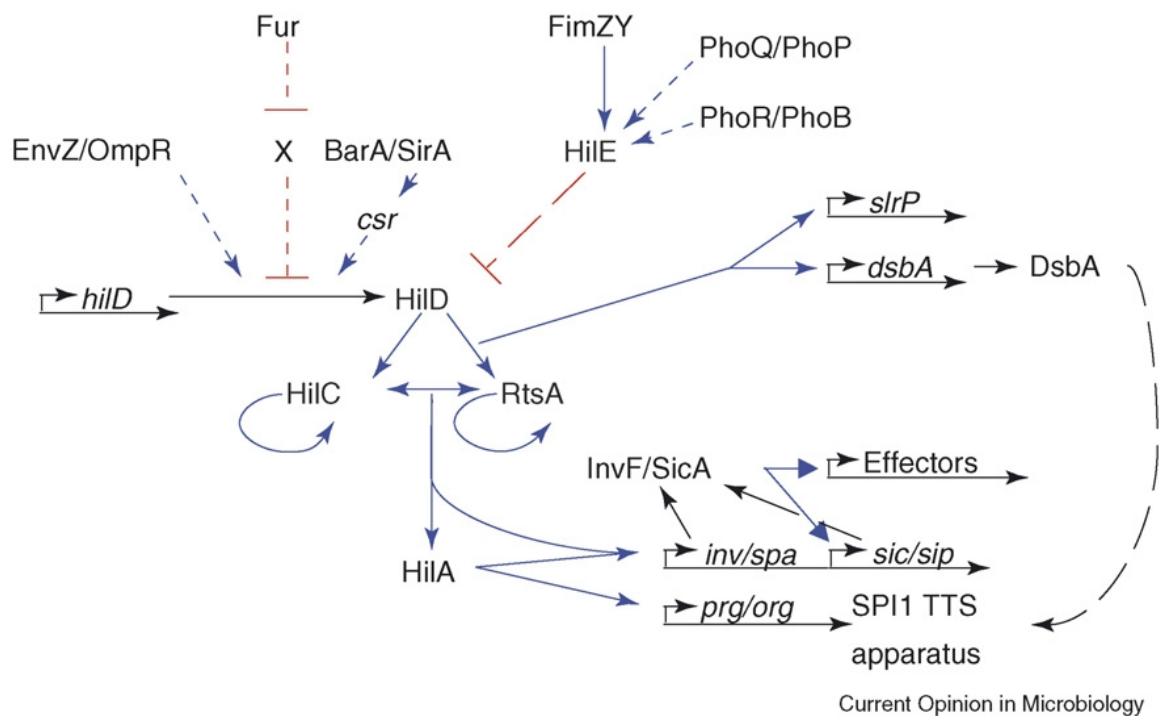 Fur
FimZY
PhoQ/PhoP
PhoR/PhoB
EnvZ/OmpR
X
BarA/SirA
HilE
csr
slrP
dsbA
DsbA
hilD
HilD
HilC
RtsA
InvF/SicA
Effectors
HilA
inv/spa
sic/sip
prg/org
SPI1 TTS
apparatus
Current Opinion in Microbiology